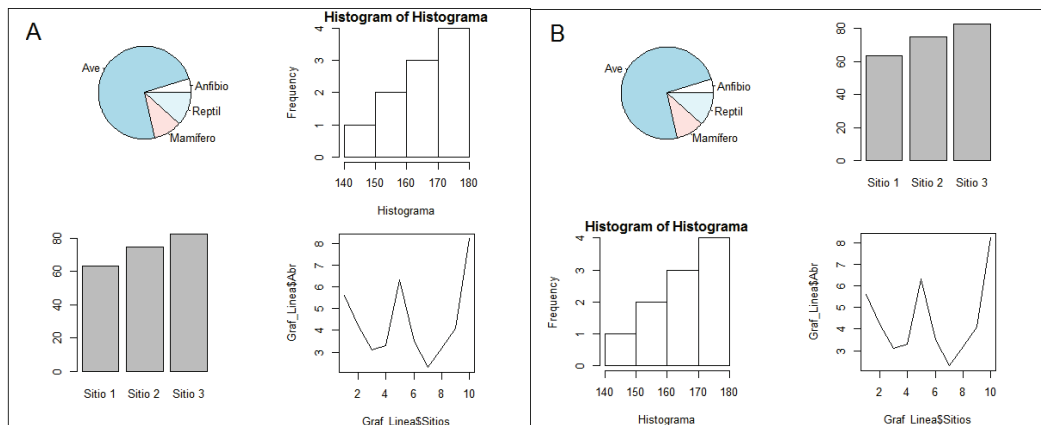 A
Ave
Anfibio
Reptil
Mamífero
Histogram of Histograma
Frequency
0 1 2 3 4
140 150 160 170 180
Histograma
0 20 40 60 80
Sitio 1 Sitio 2 Sitio 3
Graf_Linea$Abr
3 4 5 6 7 8
2 4 6 8 10
Graf_Linea$Sitios
B
Ave
Anfibio
Reptil
Mamífero
0 20 40 60 80
Sitio 1 Sitio 2 Sitio 3
Histogram of Histograma
Frequency
0 1 2 3 4
140 150 160 170 180
Histograma
Graf_Linea$Abr
3 4 5 6 7 8
2 4 6 8 10
Graf_Linea$Sitios